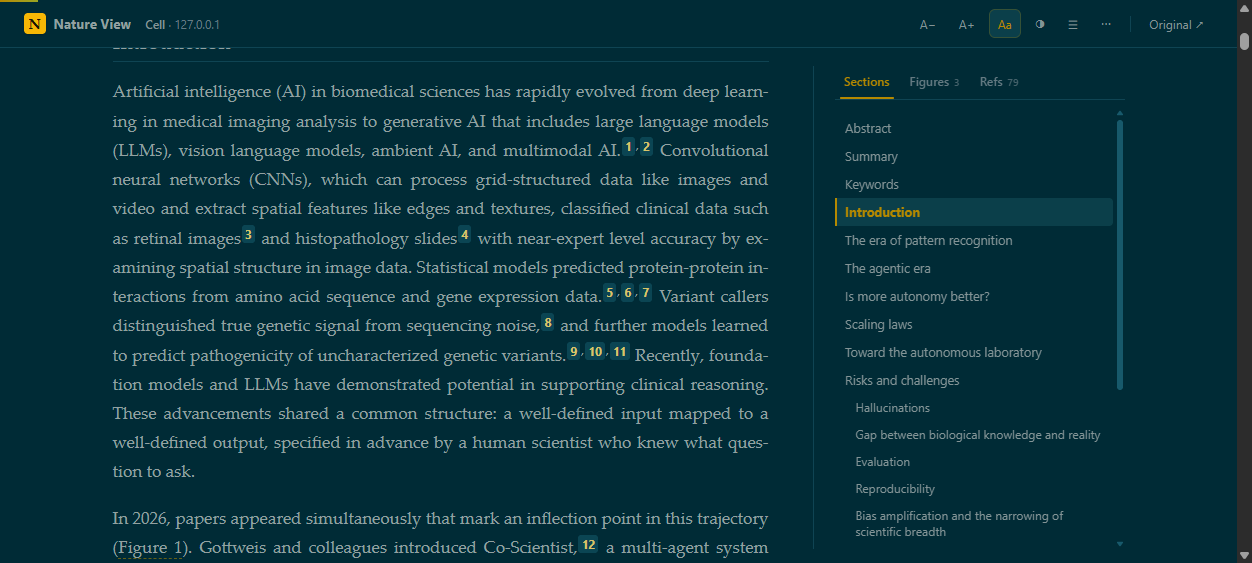 N Nature View Cell · 127.0.0.1 A− A+ Aa ··· Original ↗
Introduction
Artificial intelligence (AI) in biomedical sciences has rapidly evolved from deep learn-
ing in medical imaging analysis to generative AI that includes large language models
(LLMs), vision language models, ambient AI, and multimodal AI.1,2 Convolutional
neural networks (CNNs), which can process grid-structured data like images and
video and extract spatial features like edges and textures, classified clinical data such
as retinal images3 and histopathology slides4 with near-expert level accuracy by ex-
amining spatial structure in image data. Statistical models predicted protein-protein in-
teractions from amino acid sequence and gene expression data.5,6,7 Variant callers
distinguished true genetic signal from sequencing noise,8 and further models learned
to predict pathogenicity of uncharacterized genetic variants.9,10,11 Recently, founda-
tion models and LLMs have demonstrated potential in supporting clinical reasoning.
These advancements shared a common structure: a well-defined input mapped to a
well-defined output, specified in advance by a human scientist who knew what ques-
tion to ask.
In 2026, papers appeared simultaneously that mark an inflection point in this trajectory
(Figure 1). Gottweis and colleagues introduced Co-Scientist,12 a multi-agent system
Sections Figures 3 Refs 79
Abstract
Summary
Keywords
Introduction
The era of pattern recognition
The agentic era
Is more autonomy better?
Scaling laws
Toward the autonomous laboratory
Risks and challenges
Hallucinations
Gap between biological knowledge and reality
Evaluation
Reproducibility
Bias amplification and the narrowing of
scientific breadth